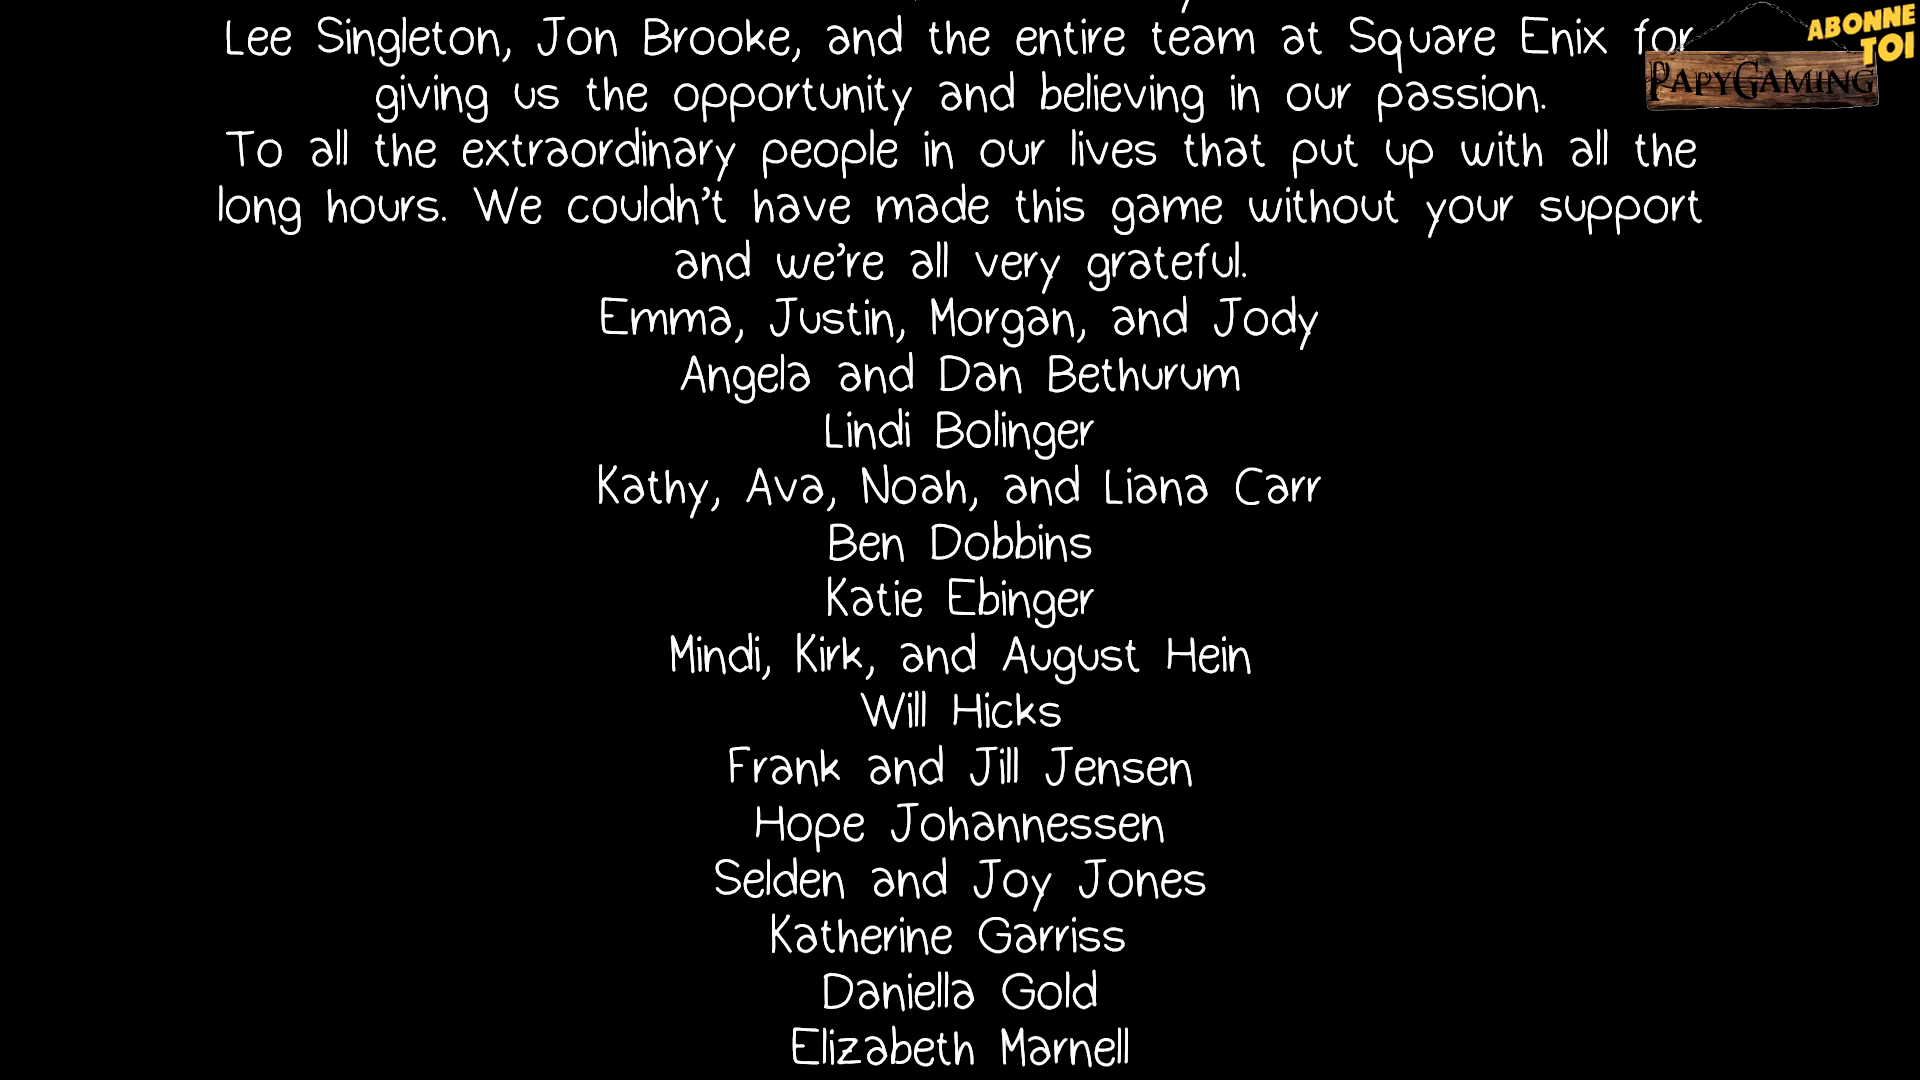 Lee Singleton, Jon Brooke, and the entire team at Square Enix for
giving us the opportunity and believing in our passion.
To all the extraordinary people in our lives that put up with all the
long hours. We couldn't have made this game without your support
and we're all very grateful.
Emma, Justin, Morgan, and Jody
Angela and Dan Bethurum
Lindi Bolinger
Kathy, Ava, Noah, and Liana Carr
Ben Dobbins
Katie Ebinger
Mindi, Kirk, and August Hein
Will Hicks
Frank and Jill Jensen
Hope Johannessen
Selden and Joy Jones
Katherine Garriss
Daniella Gold
Elizabeth Marnell
ABONNE
TOI
PAPYGAMING